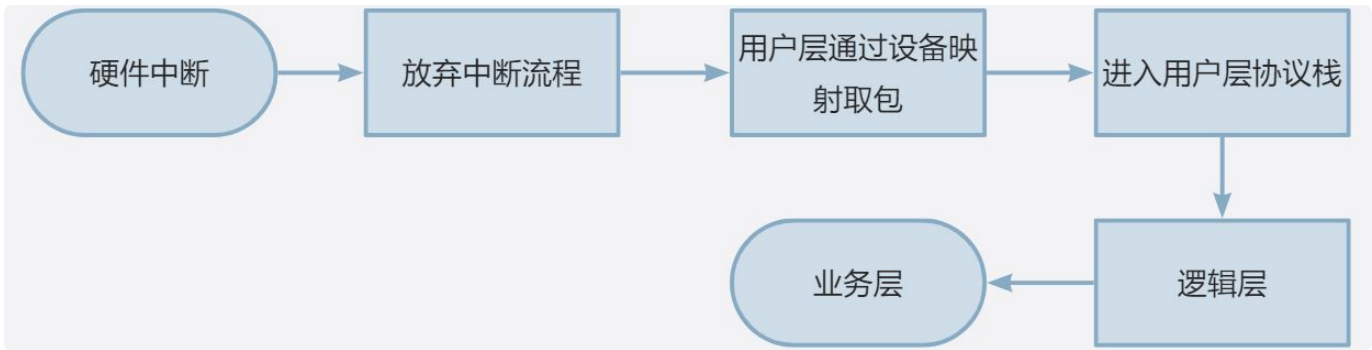 硬件中断
放弃中断流程
用户层通过设备映
射取包
进入用户层协议栈
业务层
逻辑层